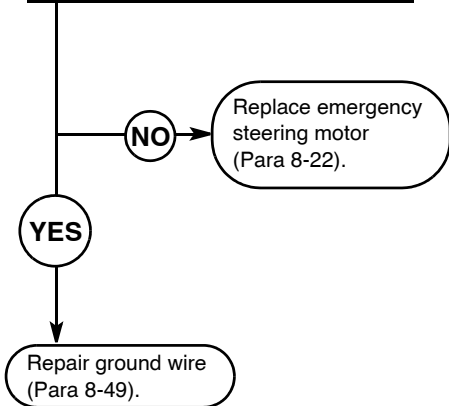 NO
Replace emergency
steering motor
(Para 8-22).
YES
Repair ground wire
(Para 8-49).